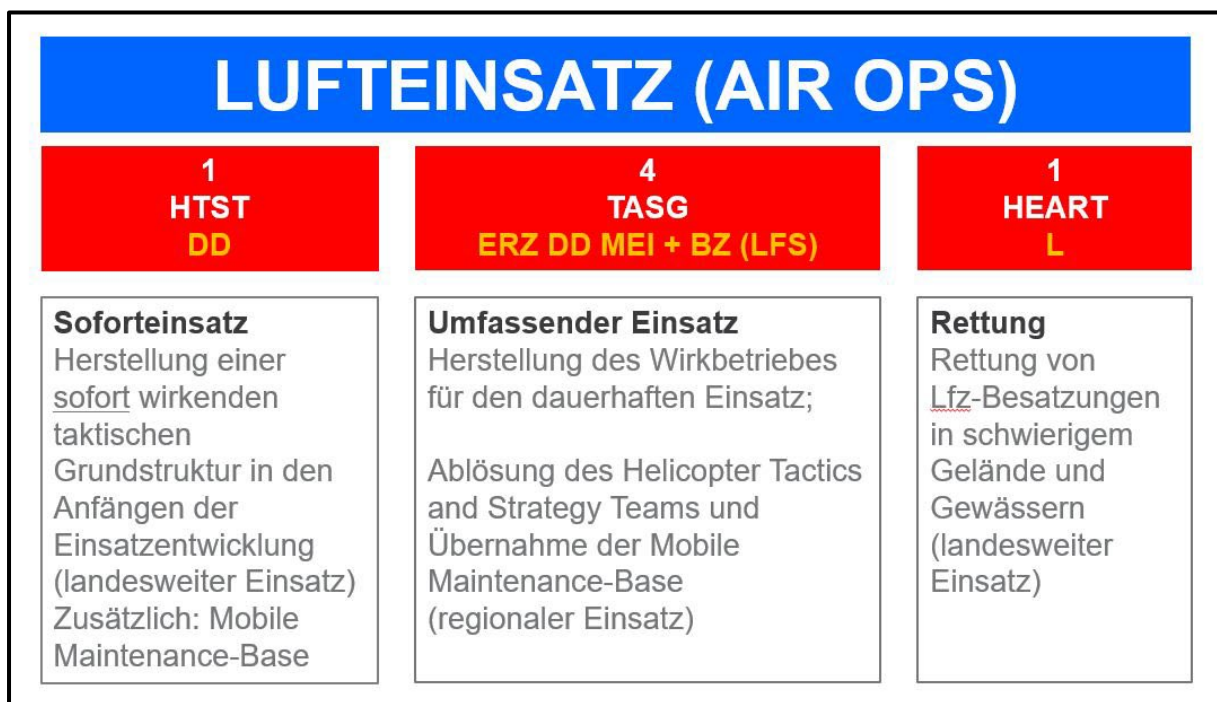 LUFTEINSATZ (AIR OPS)
1
HTST
DD
4
TASG
ERZ DD MEI + BZ (LFS)
1
HEART
L
Soforteinsatz
Herstellung einer
sofort wirkenden
taktischen
Grundstruktur in den
Anfängen der
Einsatzentwicklung
(landesweiter Einsatz)
Zusätzlich: Mobile
Maintenance-Base
Umfassender Einsatz
Herstellung des Wirkbetriebes
für den dauerhaften Einsatz;
Ablösung des Helicopter Tactics
and Strategy Teams und
Übernahme der Mobile
Maintenance-Base
(regionaler Einsatz)
Rettung
Rettung von
Lfz-Besatzungen
in schwierigem
Gelände und
Gewässern
(landesweiter
Einsatz)